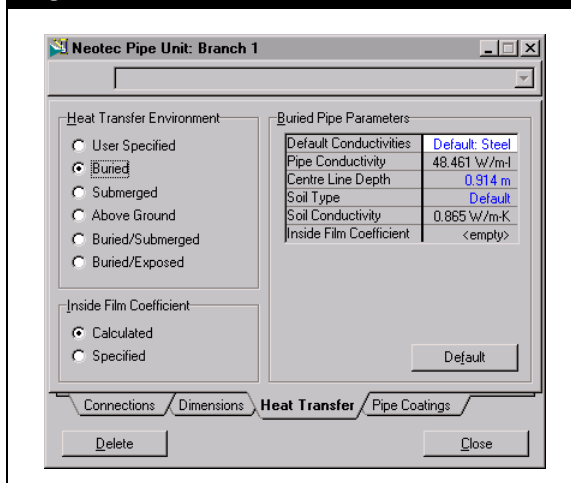 Neotec Pipe Unit: Branch 1
Heat Transfer Environment
User Specified
Buried
Submerged
Above Ground
Buried/Submerged
Buried/Exposed
Inside Film Coefficient
Calculated
Specified
Buried Pipe Parameters
Default Conductivities Default: Steel
Pipe Conductivity 48.461 W/m-I
Centre Line Depth 0.914 m
Soil Type Default
Soil Conductivity 0.865 W/m-K
Inside Film Coefficient <empty>
Default
Connections Dimensions Heat Transfer Pipe Coatings
Delete Close